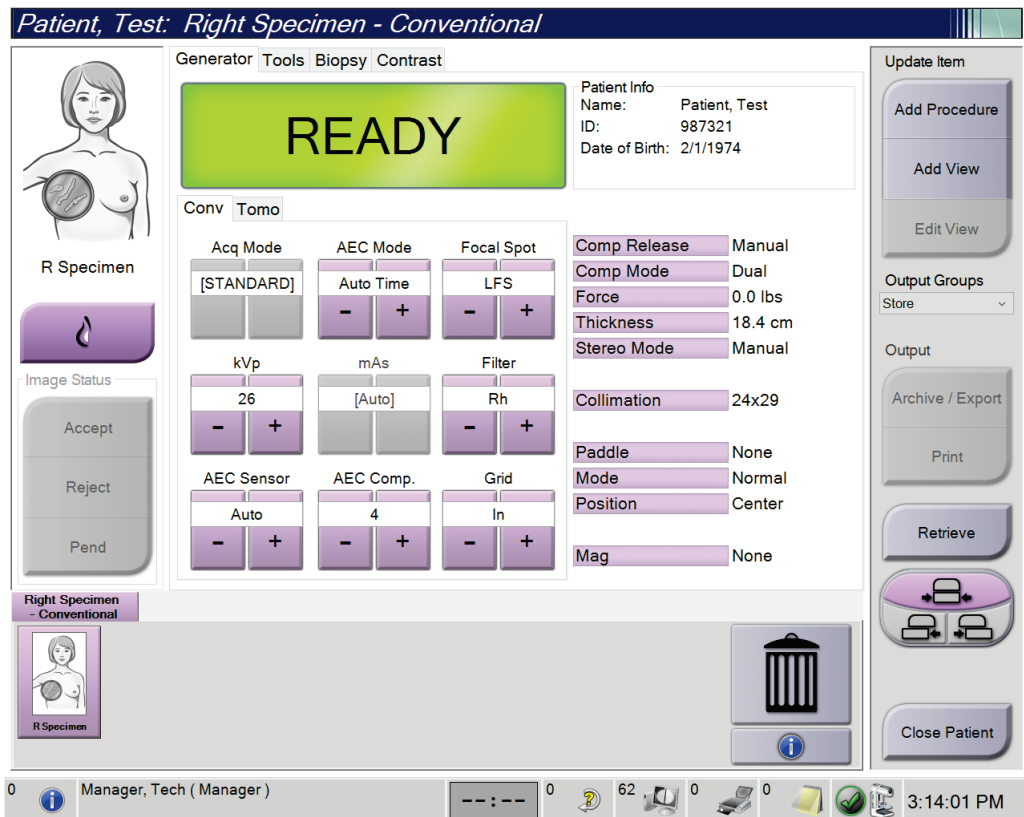 Patient, Test: Right Specimen - Conventional
Generator Tools Biopsy Contrast
READY
Patient Info
Name: Patient, Test
ID: 987321
Date of Birth: 2/1/1974
R Specimen
Image Status
Accept
Reject
Pend
Conv Tomo
Acq Mode AEC Mode Focal Spot
[STANDARD] Auto Time LFS
- + - +
kVp mAs Filter
26 [Auto] Rh
- + - +
AEC Sensor AEC Comp. Grid
Auto 4 In
- + - + - +
Comp Release Manual
Comp Mode Dual
Force 0.0 lbs
Thickness 18.4 cm
Stereo Mode Manual
Collimation 24x29
Paddle None
Mode Normal
Position Center
Mag None
Update Item
Add Procedure
Add View
Edit View
Output Groups
Store
Output
Archive / Export
Print
Retrieve
Close Patient
Right Specimen
- Conventional
R Specimen
i
0 i Manager, Tech ( Manager ) --:-- 0 ? 62 0 0 3:14:01 PM